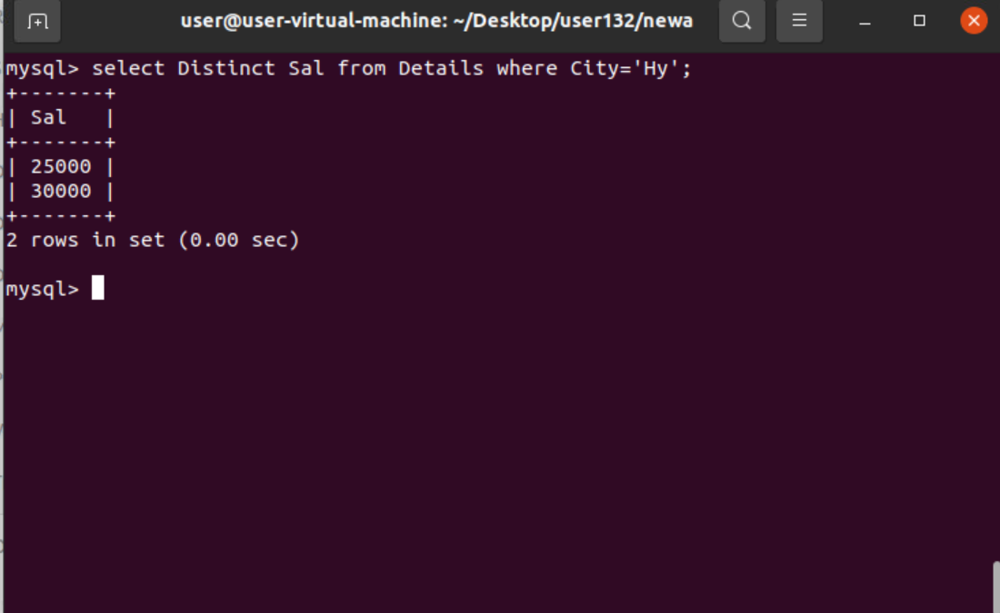 user@user-virtual-machine: ~/Desktop/user132/newa
mysql> select Distinct Sal from Details where City='Hy';
+-------+
| Sal   |
+-------+
| 25000 |
| 30000 |
+-------+
2 rows in set (0.00 sec)
mysql>